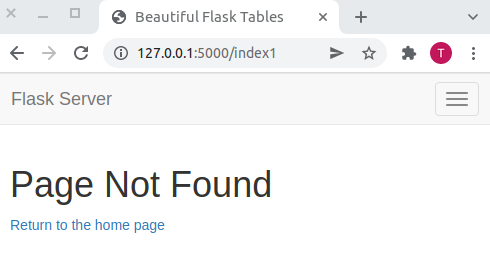 Beautiful Flask Tables
127.0.0.1:5000/index1
T
Flask Server
Page Not Found
Return to the home page